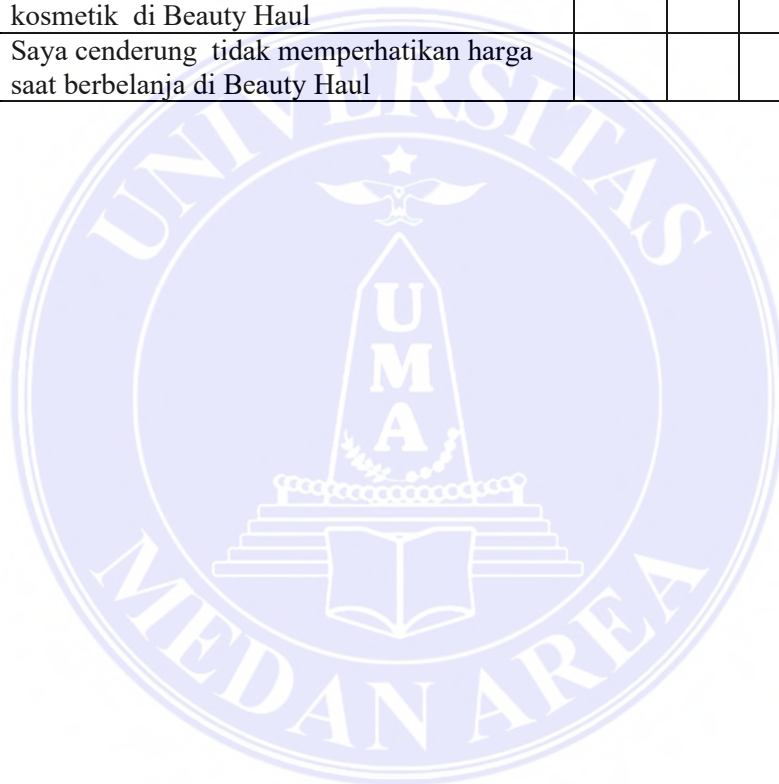 kosmetik di Beauty Haul
Saya cenderung tidak memperhatikan harga
saat berbelanja di Beauty Haul
UNIVERSITAS
U
M
A
MEDAN AREA